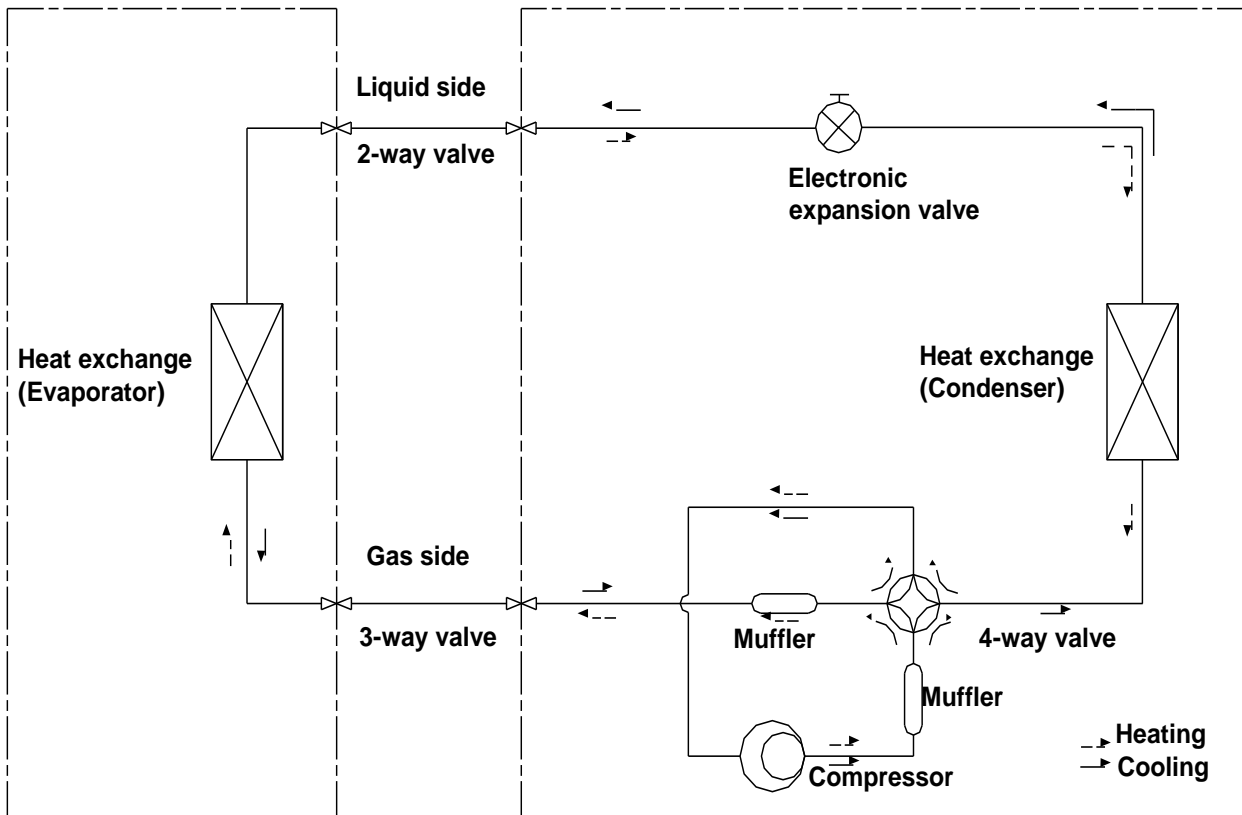 Liquid side
2-way valve
Electronic
expansion valve
Heat exchange
(Evaporator)
Heat exchange
(Condenser)
Gas side
3-way valve
Muffler
4-way valve
Muffler
Compressor
Heating
Cooling